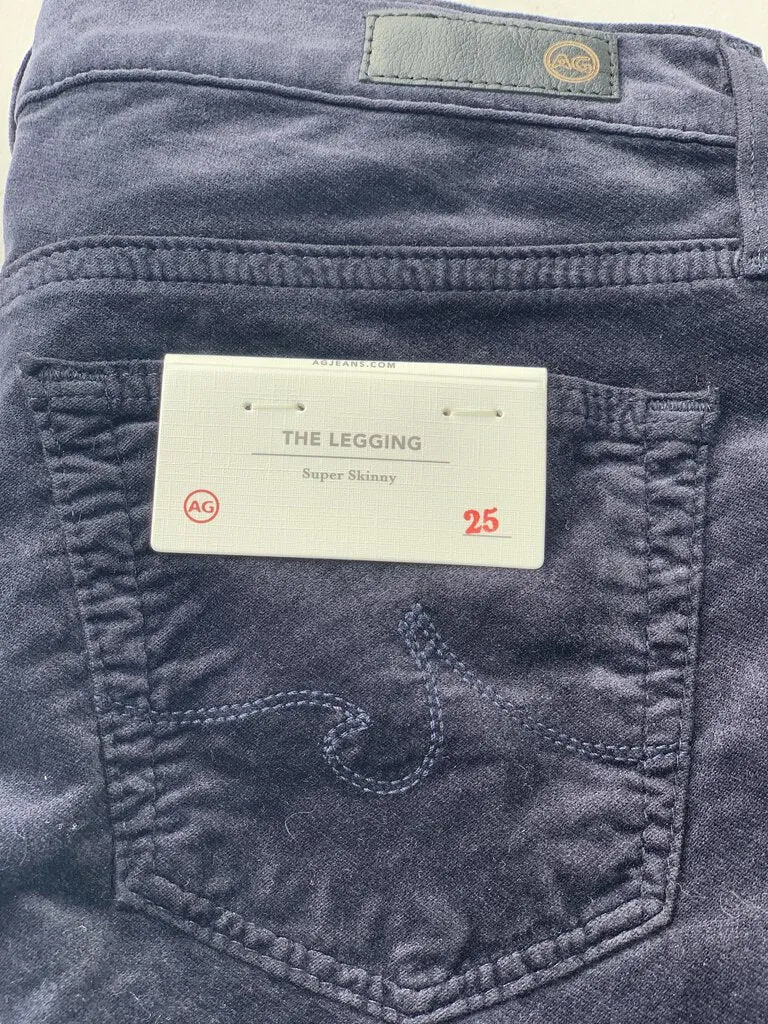 AG
AGJEANS.COM
THE LEGGING
Super Skinny
AG
25